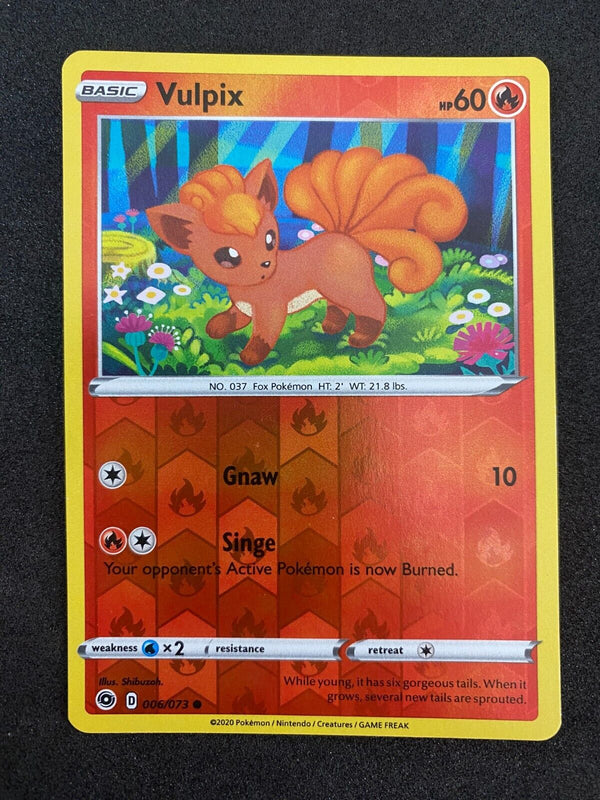 BASIC Vulpix HP60
NO. 037 Fox Pokémon HT: 2' WT: 21.8 lbs.
Gnaw 10
Singe
Your opponent's Active Pokémon is now Burned.
weakness ×2 resistance retreat
Illus. Shibuzoh.
While young, it has six gorgeous tails. When it
grows, several new tails are sprouted.
D 006/073
©2020 Pokémon / Nintendo / Creatures / GAME FREAK